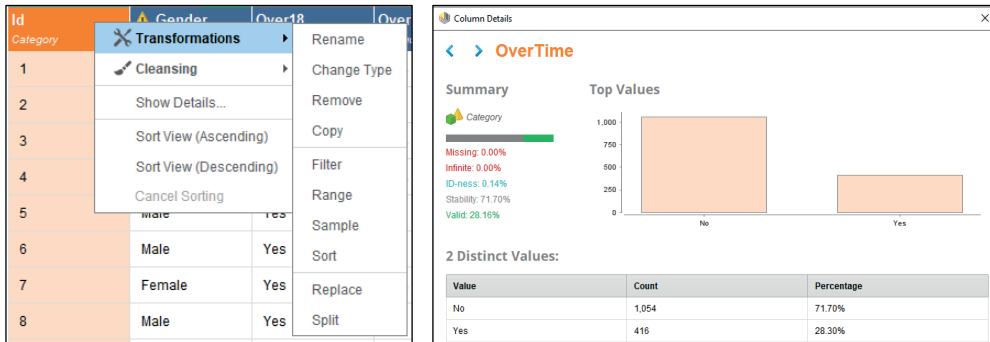 Id
Category
Gender
Over18
Over
Transformations
Cleansing
Show Details...
Sort View (Ascending)
Sort View (Descending)
Cancel Sorting
Rename
Change Type
Remove
Copy
Filter
Range
Sample
Sort
Replace
Split
1
2
3
4
5 Male Yes
6 Male Yes
7 Female Yes
8 Male Yes
Column Details
OverTime
Summary
Category
Missing: 0.00%
Infinite: 0.00%
ID-ness: 0.14%
Stability: 71.70%
Valid: 28.16%
Top Values
1,000
750
500
250
0
No Yes
2 Distinct Values:
Value Count Percentage
No 1,054 71.70%
Yes 416 28.30%